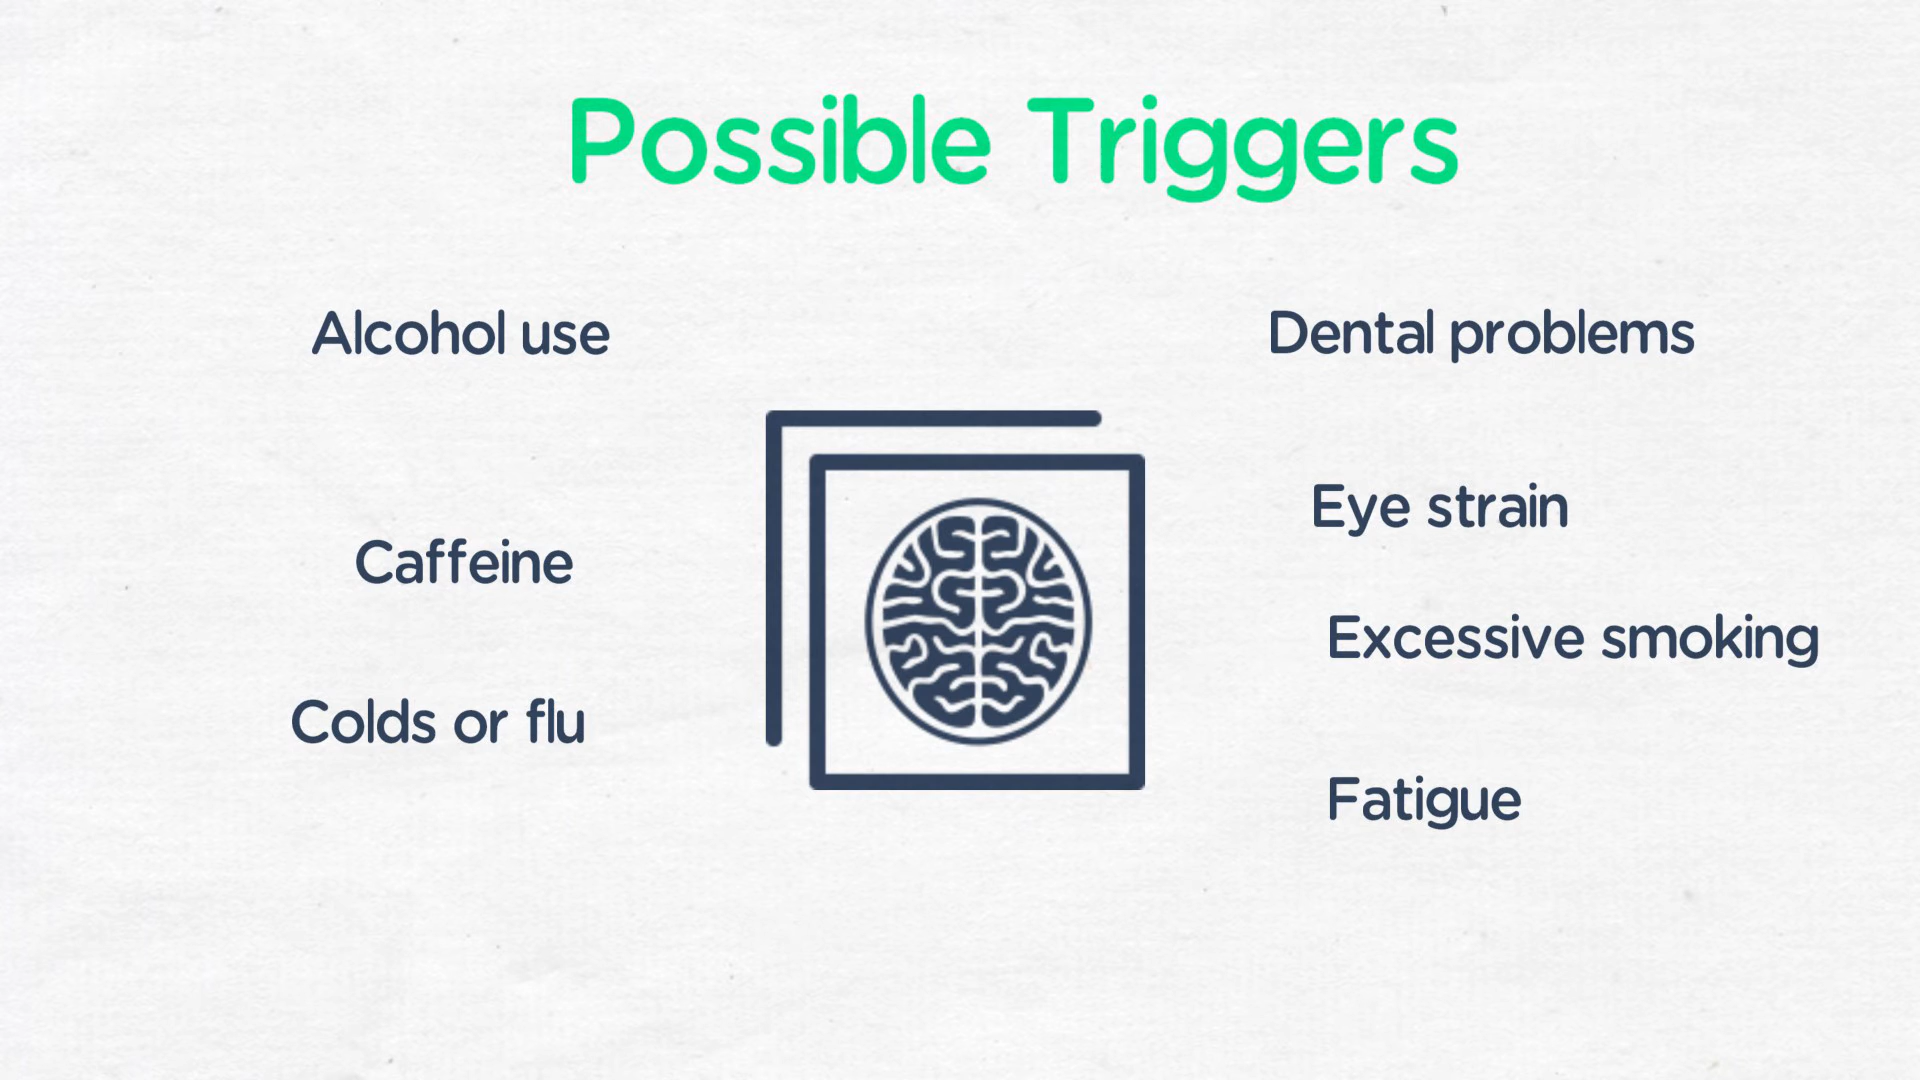 Possible Triggers
Alcohol use
Caffeine
Colds or flu
Dental problems
Eye strain
Excessive smoking
Fatigue